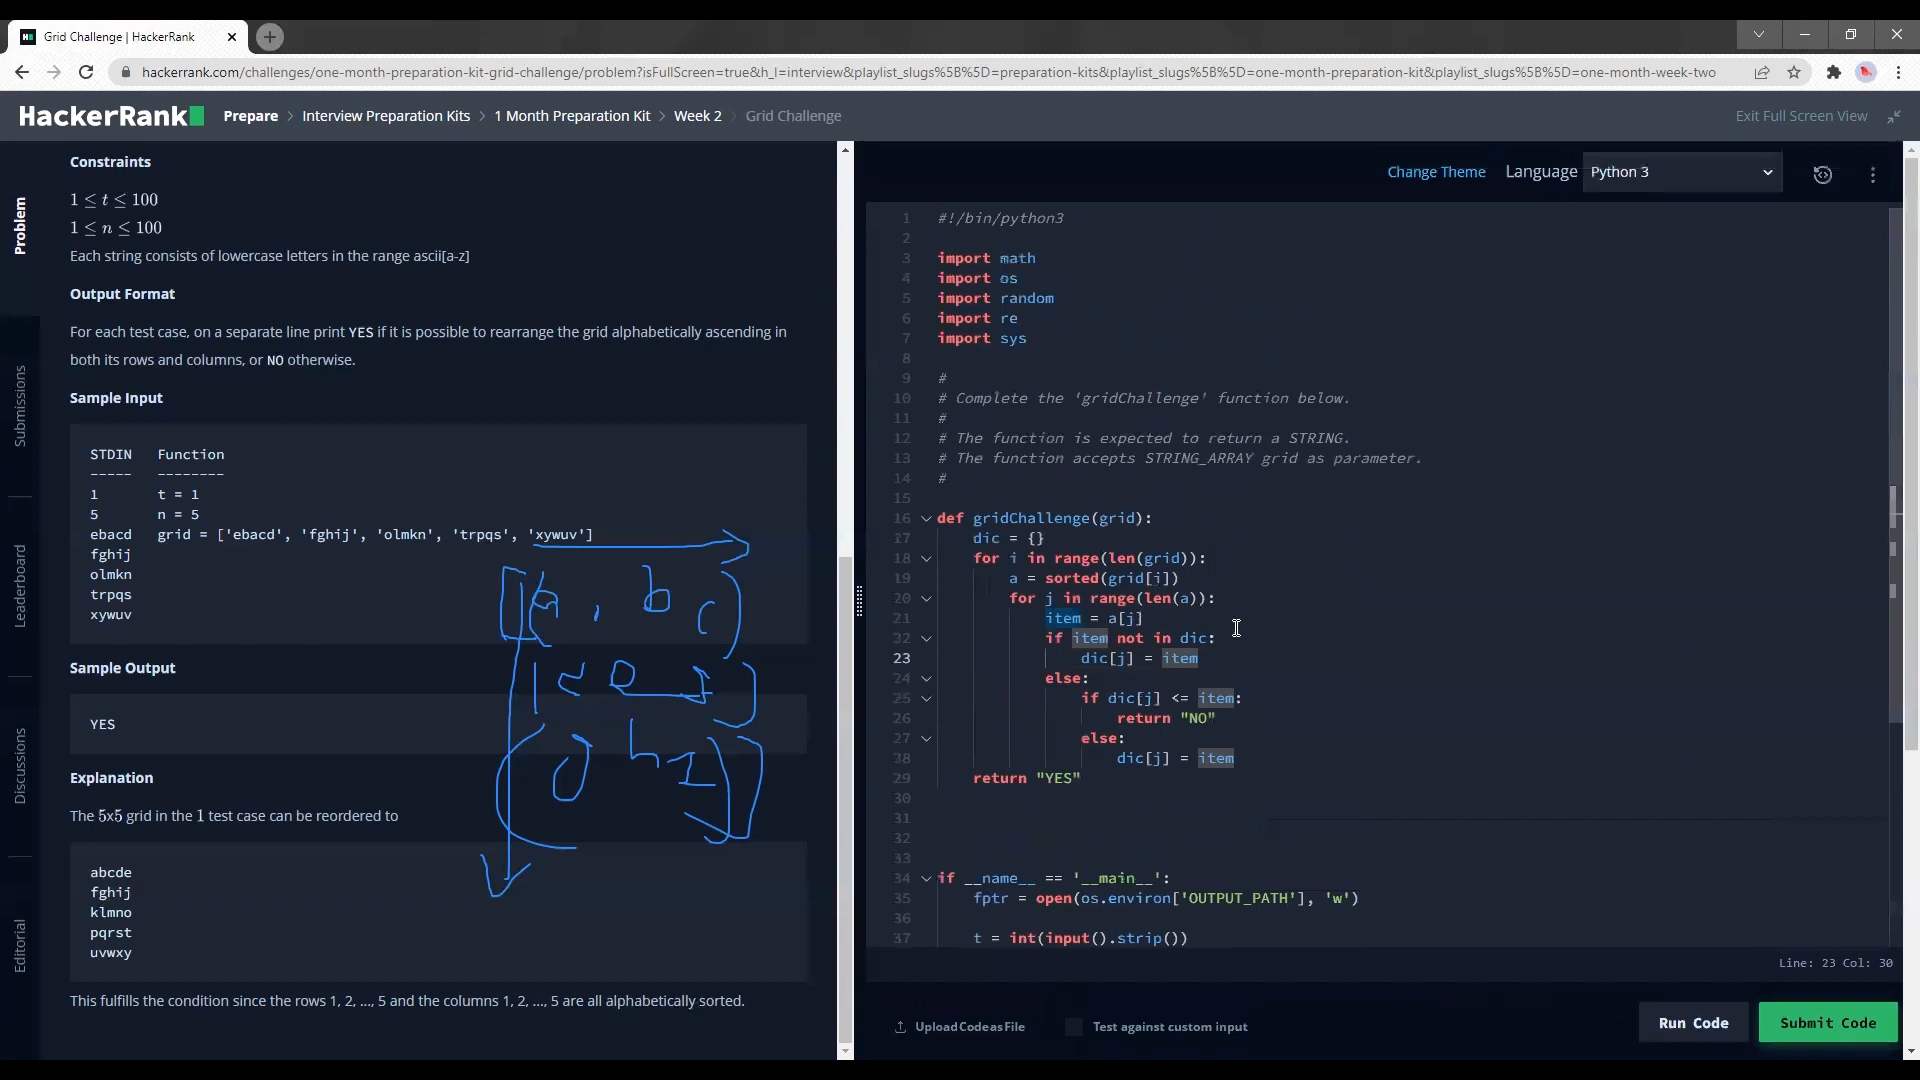 Grid Challenge | HackerRank
hackerrank.com/challenges/one-month-preparation-kit-grid-challenge/problem?isFullScreen=true&h_l=interview&playlist_slugs%5B%5D=preparation-kits&playlist_slugs%5B%5D=one-month-preparation-kit&playlist_slugs%5B%5D=one-month-week-two
HackerRank
Prepare > Interview Preparation Kits > 1 Month Preparation Kit > Week 2 > Grid Challenge
Exit Full Screen View
Problem
Submissions
Leaderboard
Discussions
Editorial
Constraints
1 ≤ t ≤ 100
1 ≤ n ≤ 100
Each string consists of lowercase letters in the range ascii[a-z]
Output Format
For each test case, on a separate line print YES if it is possible to rearrange the grid alphabetically ascending in
both its rows and columns, or NO otherwise.
Sample Input
STDIN Function
----- --------
1 t = 1
5 n = 5
ebacd grid = ['ebacd', 'fghij', 'olmkn', 'trpqs', 'xywuv']
fghij
olmkn
trpqs
xywuv
a, b c
Sample Output
YES
Explanation
The 5x5 grid in the 1 test case can be reordered to
abcde
fghij
klmno
pqrst
uvwxy
This fulfills the condition since the rows 1, 2, ..., 5 and the columns 1, 2, ..., 5 are all alphabetically sorted.
Change Theme Language Python 3
1 #!/bin/python3
2
3 import math
4 import os
5 import random
6 import re
7 import sys
8
9 #
10 # Complete the 'gridChallenge' function below.
11 #
12 # The function is expected to return a STRING.
13 # The function accepts STRING_ARRAY grid as parameter.
14 #
15
16 def gridChallenge(grid):
17 dic = {}
18 for i in range(len(grid)):
19 a = sorted(grid[i])
20 for j in range(len(a)):
21 item = a[j]
22 if item not in dic:
23 dic[j] = item
24 else:
25 if dic[j] <= item:
26 return "NO"
27 else:
28 dic[j] = item
29 return "YES"
30
31
32
33
34 if __name__ == '__main__':
35 fptr = open(os.environ['OUTPUT_PATH'], 'w')
36
37 t = int(input().strip())
Line: 23 Col: 30
Upload Code as File
Test against custom input
Run Code
Submit Code